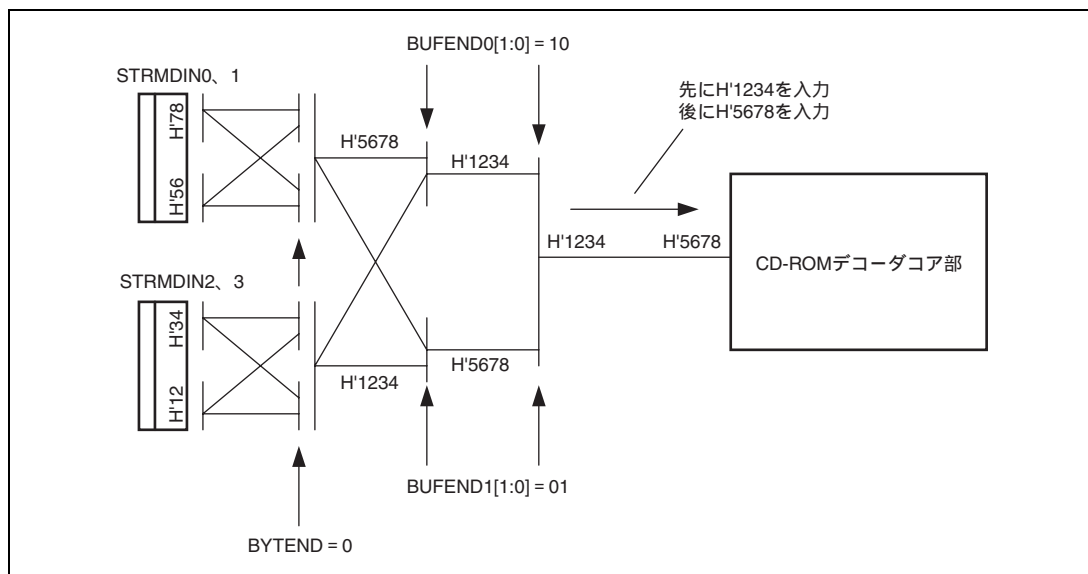 BUFEND0[1:0] = 10
STRMDIN0、1
先にH'1234を入力
後にH'5678を入力
H'78
H'56
H'5678
H'1234
H'1234
H'5678
CD-ROMデコーダコア部
STRMDIN2、3
H'34
H'12
H'1234
H'5678
BUFEND1[1:0] = 01
BYTEND = 0